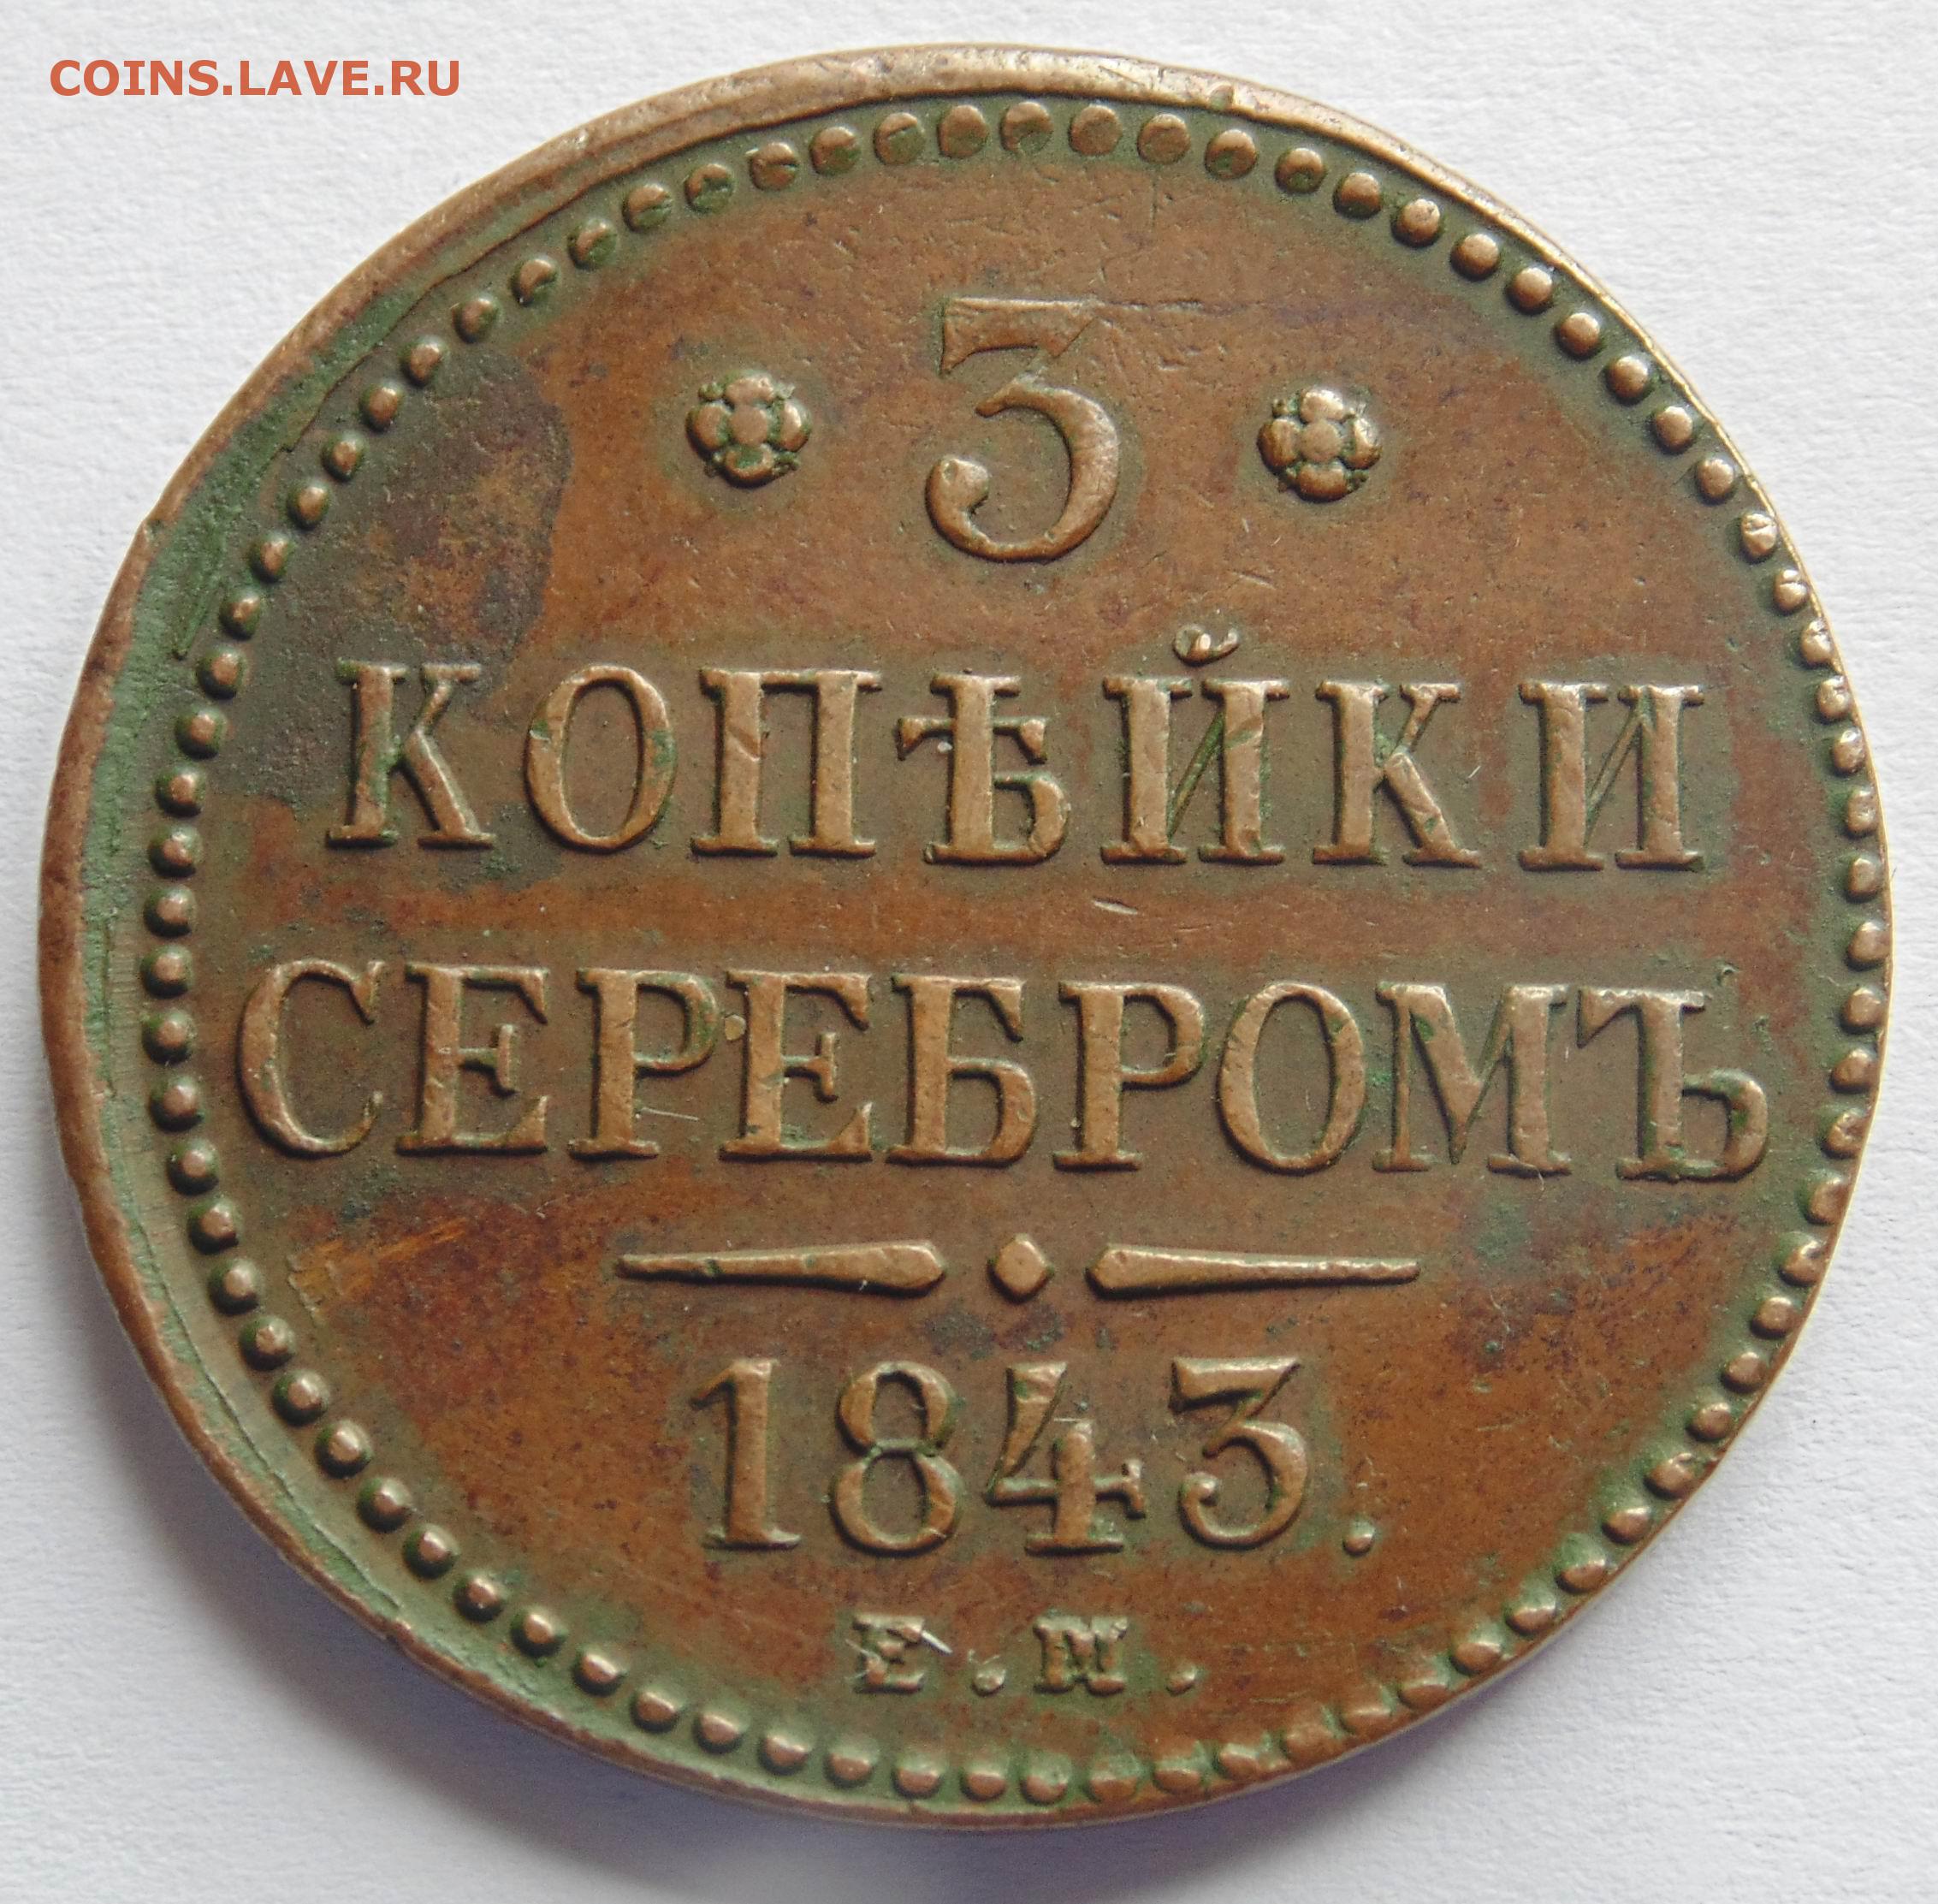 COINS.LAVE.RU
3
КОПѢЙКИ
СЕРЕБРОМЪ
1843.
Е.М.